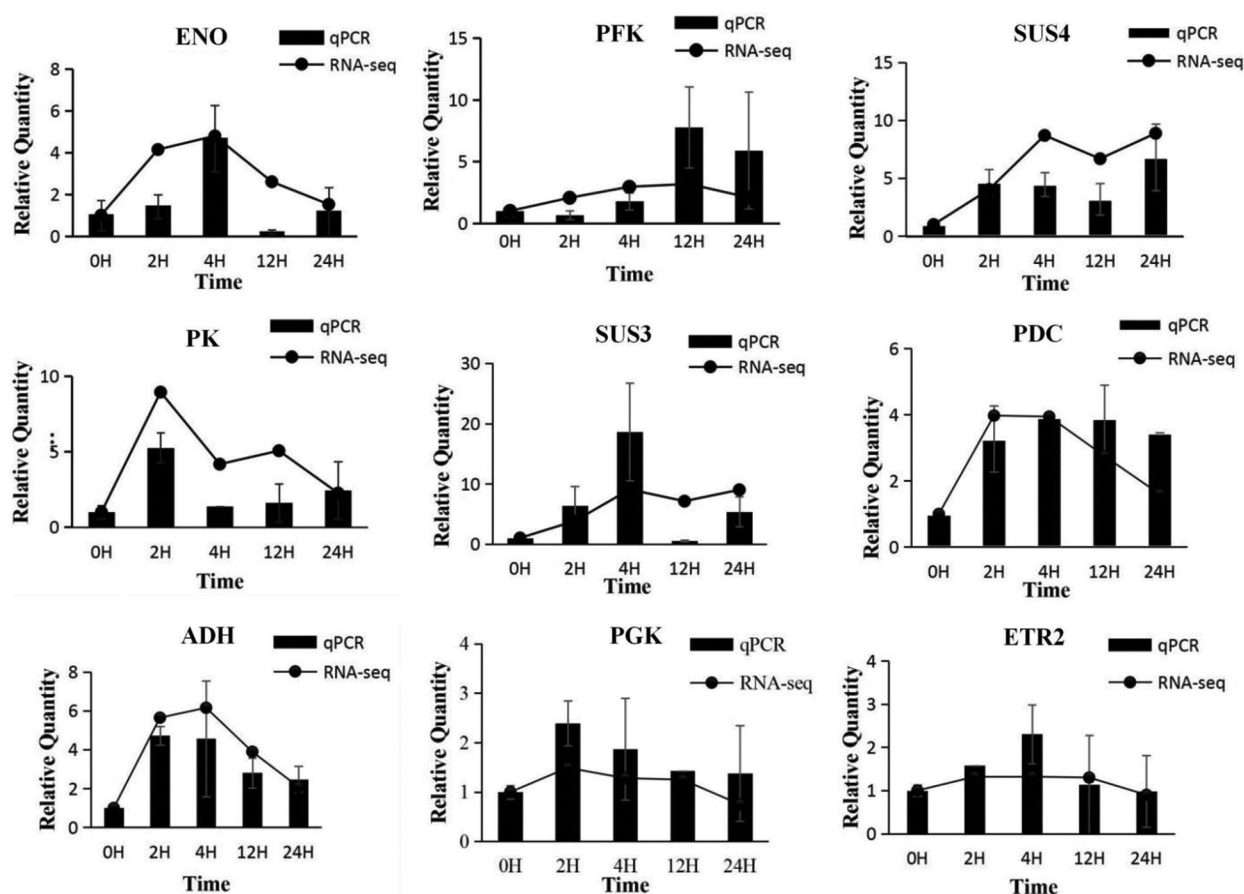 ENO
qPCR
RNA-seq
Relative Quantity
8
6
4
2
0
0H 2H 4H 12H 24H
Time
PFK
qPCR
RNA-seq
Relative Quantity
15
10
5
0
0H 2H 4H 12H 24H
Time
SUS4
qPCR
RNA-seq
Relative Quantity
15
10
5
0
0H 2H 4H 12H 24H
Time
PK
qPCR
RNA-seq
Relative Quantity
10
5
0
0H 2H 4H 12H 24H
Time
SUS3
qPCR
RNA-seq
Relative Quantity
30
20
10
0
0H 2H 4H 12H 24H
Time
PDC
qPCR
RNA-seq
Relative Quantity
6
4
2
0
0H 2H 4H 12H 24H
Time
ADH
qPCR
RNA-seq
Relative Quantity
8
6
4
2
0
0H 2H 4H 12H 24H
Time
PGK
qPCR
RNA-seq
Relative Quantity
4
3
2
1
0
0H 2H 4H 12H 24H
Time
ETR2
qPCR
RNA-seq
Relative Quantity
4
3
2
1
0
0H 2H 4H 12H 24H
Time